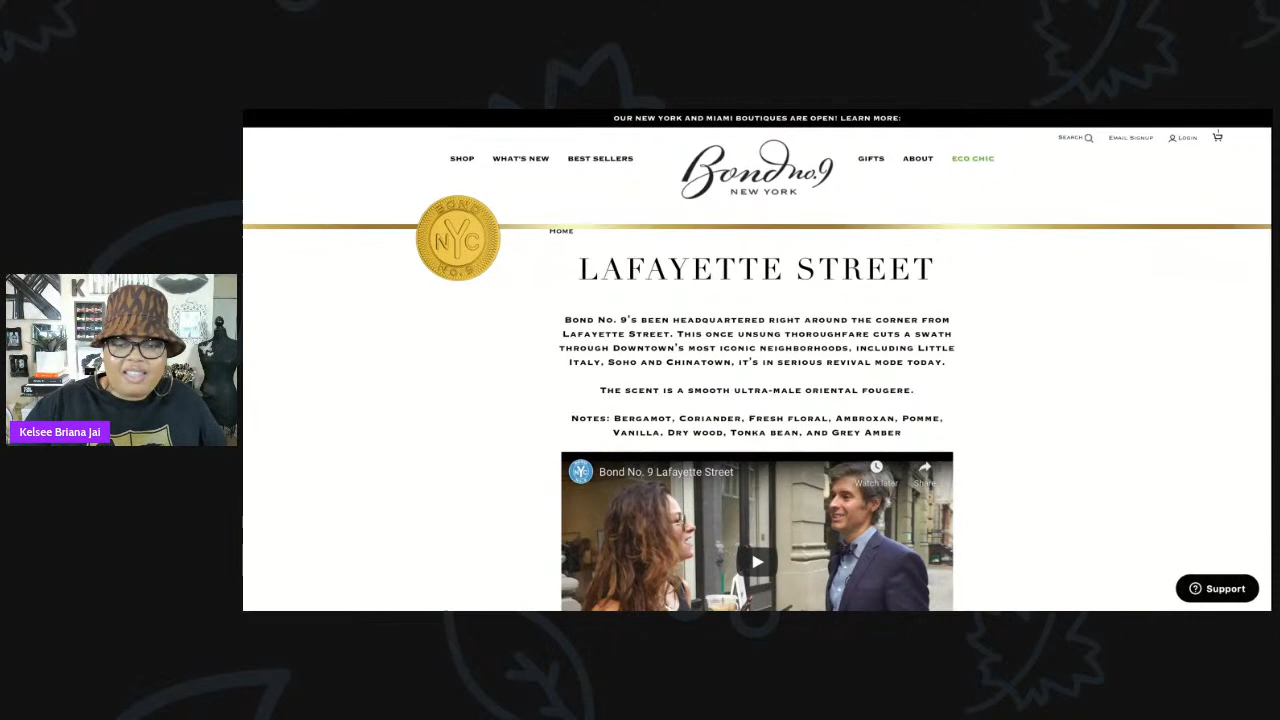 OUR NEW YORK AND MIAMI BOUTIQUES ARE OPEN! LEARN MORE:
SEARCH
EMAIL SIGNUP
LOGIN
1
SHOP
WHAT'S NEW
BEST SELLERS
Bond no.9
NEW YORK
GIFTS
ABOUT
ECO CHIC
BOND
NYC
NO.9
HOME
LAFAYETTE STREET
BOND NO. 9'S BEEN HEADQUARTERED RIGHT AROUND THE CORNER FROM
LAFAYETTE STREET. THIS ONCE UNSUNG THOROUGHFARE CUTS A SWATH
THROUGH DOWNTOWN'S MOST ICONIC NEIGHBORHOODS, INCLUDING LITTLE
ITALY, SOHO AND CHINATOWN, IT'S IN SERIOUS REVIVAL MODE TODAY.
THE SCENT IS A SMOOTH ULTRA-MALE ORIENTAL FOUGERE.
NOTES: BERGAMOT, CORIANDER, FRESH FLORAL, AMBROXAN, POMME,
VANILLA, DRY WOOD, TONKA BEAN, AND GREY AMBER
NYC
Bond No. 9 Lafayette Street
Watch later
Share
Support
K
Kelsee Briana Jai